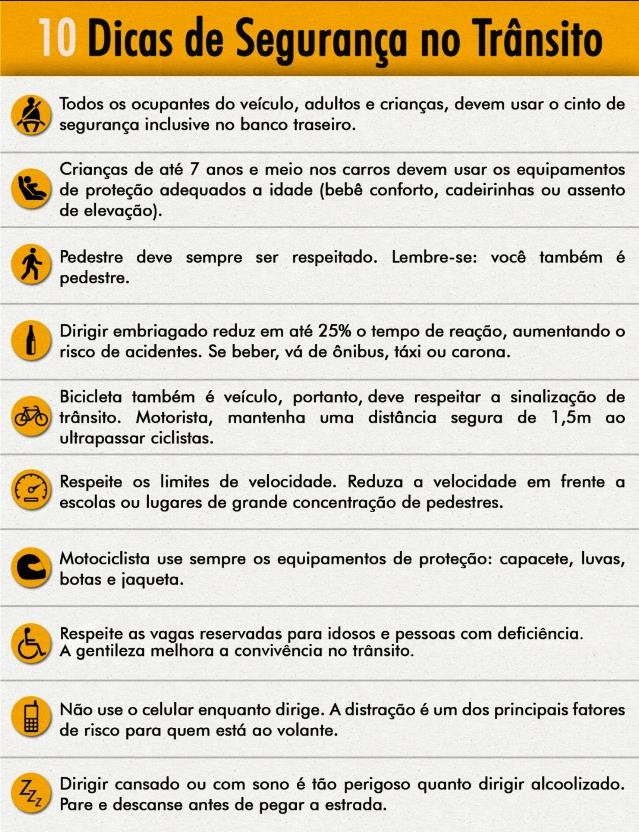 10 Dicas de Segurança no Trânsito
Todos os ocupantes do veículo, adultos e crianças, devem usar o cinto de
segurança inclusive no banco traseiro.
Crianças de até 7 anos e meio nos carros devem usar os equipamentos
de proteção adequados a idade (bebê conforto, cadeirinhas ou assento
de elevação).
Pedestre deve sempre ser respeitado. Lembre-se: você também é
pedestre.
Dirigir embriagado reduz em até 25% o tempo de reação, aumentando o
risco de acidentes. Se beber, vá de ônibus, táxi ou carona.
Bicicleta também é veículo, portanto, deve respeitar a sinalização de
trânsito. Motorista, mantenha uma distância segura de 1,5m ao
ultrapassar ciclistas.
Respeite os limites de velocidade. Reduza a velocidade em frente a
escolas ou lugares de grande concentração de pedestres.
Motociclista use sempre os equipamentos de proteção: capacete, luvas,
botas e jaqueta.
Respeite as vagas reservadas para idosos e pessoas com deficiência.
A gentileza melhora a convivência no trânsito.
Não use o celular enquanto dirige. A distração é um dos principais fatores
de risco para quem está ao volante.
ZZZ
Dirigir cansado ou com sono é tão perigoso quanto dirigir alcoolizado.
Pare e descanse antes de pegar a estrada.